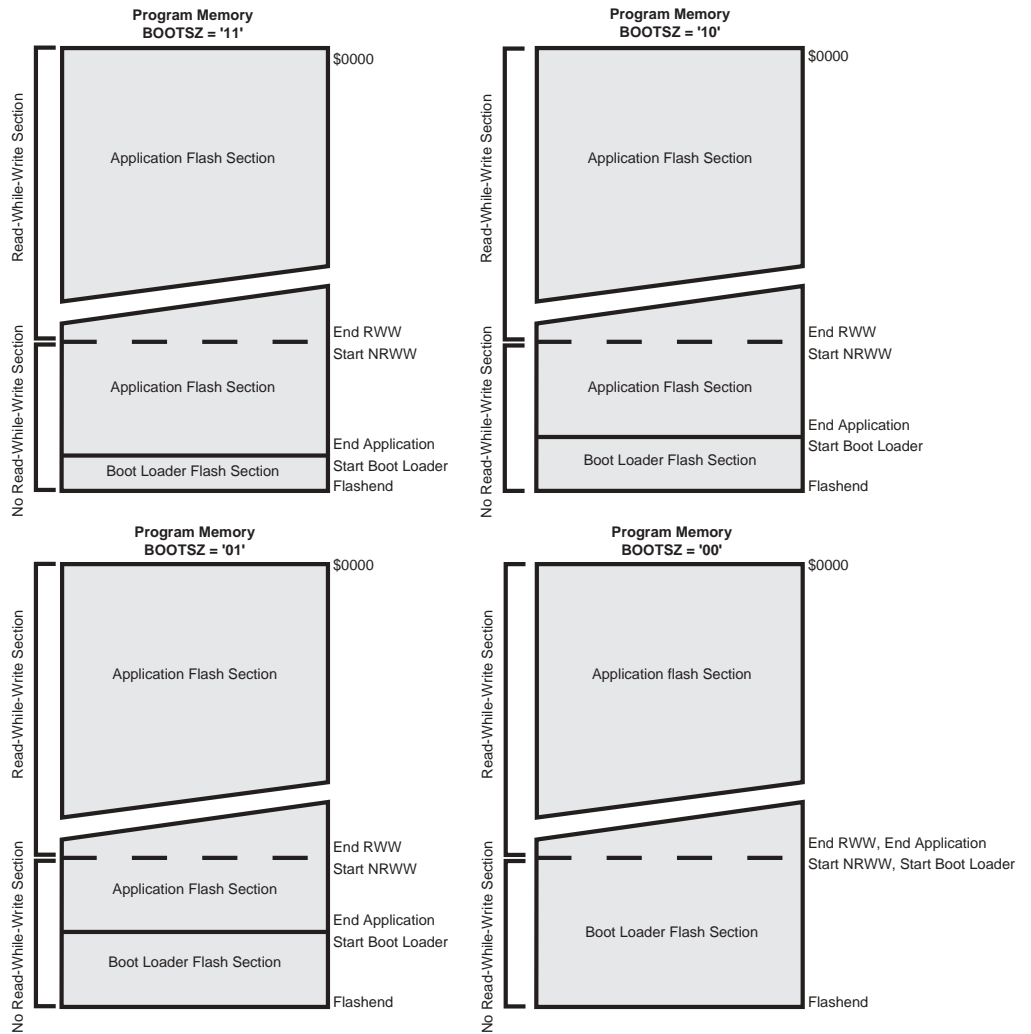 Program Memory
BOOTSZ = '11'
$0000
Read-While-Write Section
Application Flash Section
End RWW
Start NRWW
No Read-While-Write Section
Application Flash Section
End Application
Start Boot Loader
Boot Loader Flash Section
Flashend
Program Memory
BOOTSZ = '10'
$0000
Read-While-Write Section
Application Flash Section
End RWW
Start NRWW
No Read-While-Write Section
Application Flash Section
End Application
Start Boot Loader
Boot Loader Flash Section
Flashend
Program Memory
BOOTSZ = '01'
$0000
Read-While-Write Section
Application Flash Section
End RWW
Start NRWW
No Read-While-Write Section
Application Flash Section
End Application
Start Boot Loader
Boot Loader Flash Section
Flashend
Program Memory
BOOTSZ = '00'
$0000
Read-While-Write Section
Application flash Section
End RWW, End Application
Start NRWW, Start Boot Loader
No Read-While-Write Section
Boot Loader Flash Section
Flashend